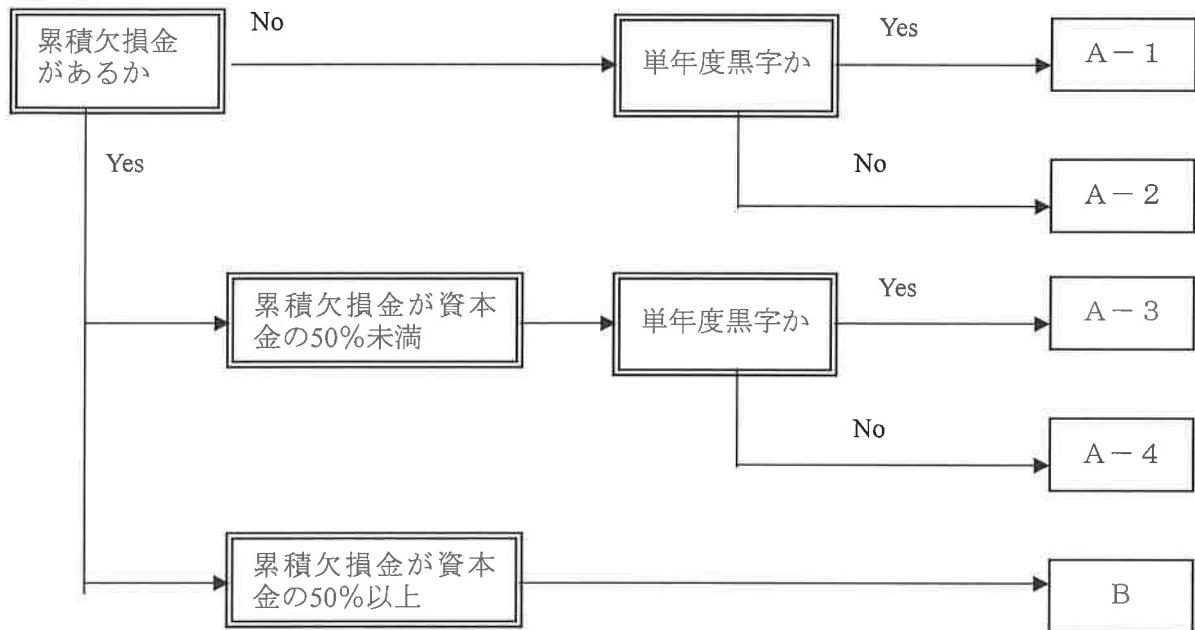 累積欠損金
があるか
No
単年度黒字か
Yes
A－1
Yes
No
A－2
累積欠損金が資本
金の50％未満
単年度黒字か
Yes
A－3
No
A－4
累積欠損金が資本
金の50％以上
B